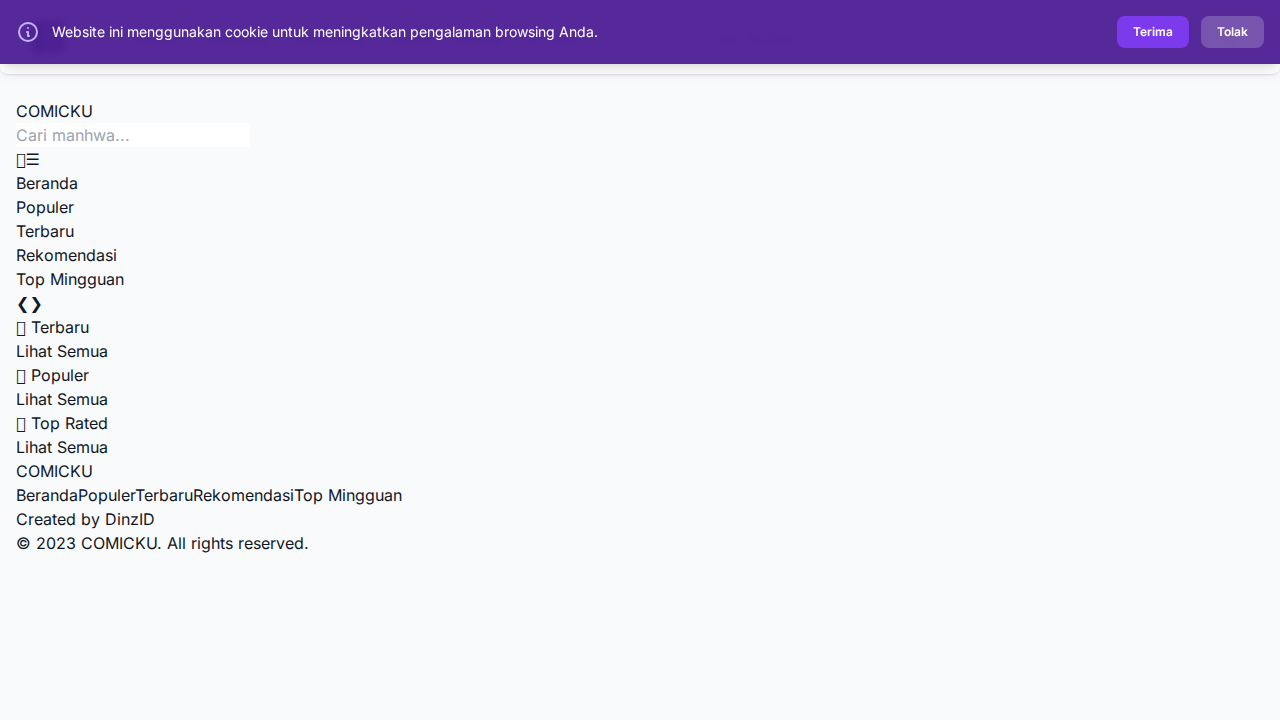 Website ini menggunakan cookie untuk meningkatkan pengalaman browsing Anda.
Terima
Tolak
COMICKU
Cari manhwa...
☰
Beranda
Populer
Terbaru
Rekomendasi
Top Mingguan
❮❯
Terbaru
Lihat Semua
Populer
Lihat Semua
Top Rated
Lihat Semua
COMICKU
BerandaPopulerTerbaruRekomendasiTop Mingguan
Created by DinzID
© 2023 COMICKU. All rights reserved.